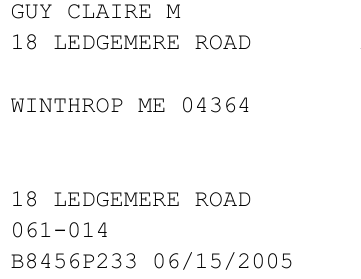 GUY CLAIRE M
18 LEDGEMERE ROAD
WINTHROP ME 04364
18 LEDGEMERE ROAD
061-014
B8456P233 06/15/2005